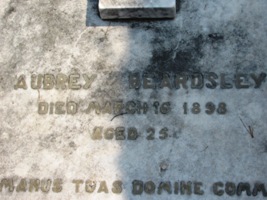 AUBREY V BEARDSLEY
DIED MARCH 16 1898
AGED 25.
MANUS TUAS DOMINE COMM